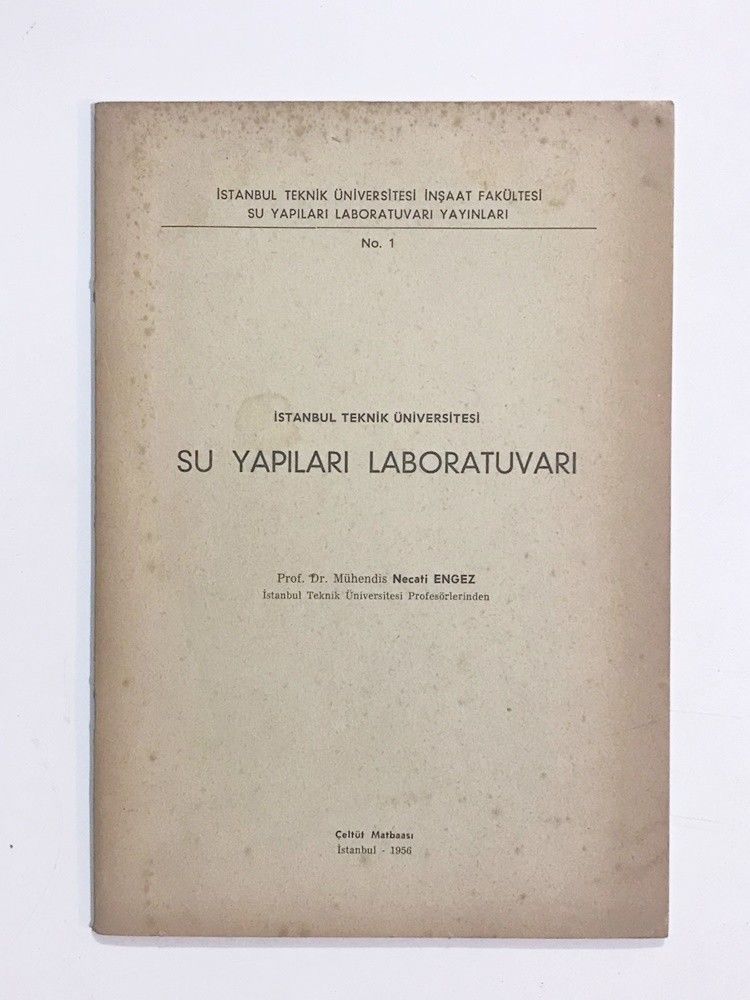 İSTANBUL TEKNİK ÜNİVERSİTESİ İNŞAAT FAKÜLTESİ
SU YAPILARI LABORATUVARI YAYINLARI
No. 1
İSTANBUL TEKNİK ÜNİVERSİTESİ
SU YAPILARI LABORATUVARI
Prof. Dr. Mühendis Necati ENGEZ
İstanbul Teknik Üniversitesi Profesörlerinden
Çeltüt Matbaası
İstanbul - 1956